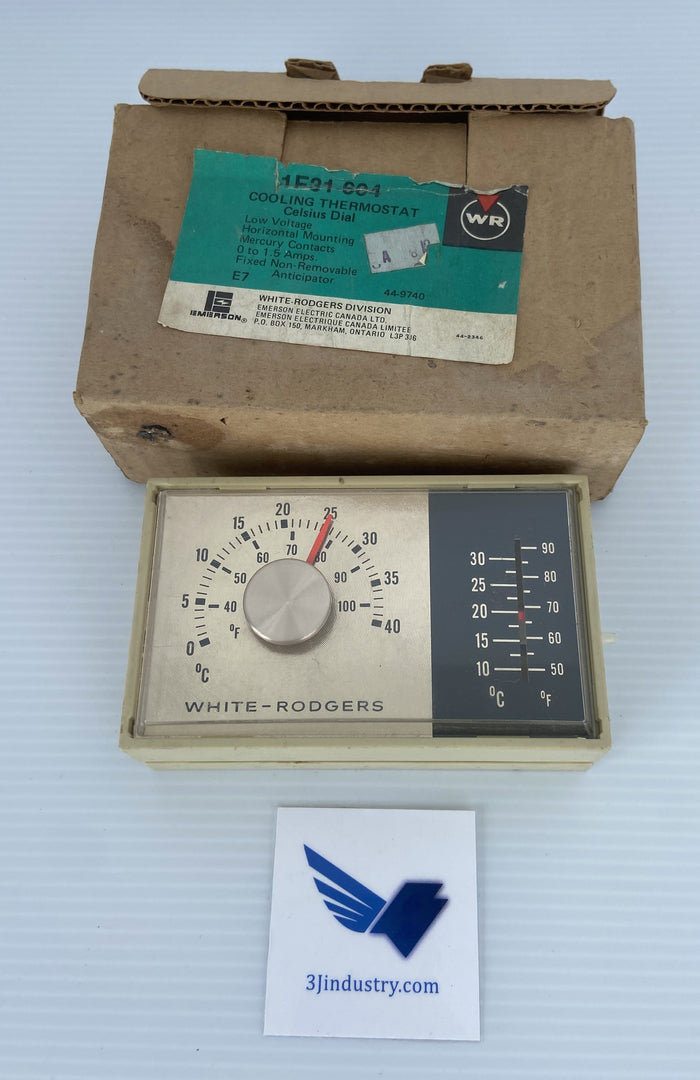 COOLING THERMOSTAT
Celsius Dial
Low Voltage
Horizontal Mounting
Mercury Contacts
0 to 1.5 Amps.
Fixed Non-Removable
E7 Anticipator
44-9740
WR
EMERSON®
WHITE-RODGERS DIVISION
EMERSON ELECTRIC CANADA LTD.
EMERSON ELECTRIQUE CANADA LIMITEE
P.O. BOX 150, MARKHAM, ONTARIO L3P 3J6
44-2346
0 5 10 15 20 25 30 35 40
°C
40 50 60 70 80 90 100
°F
WHITE-RODGERS
90
30
80
25
70
20
60
15
10 50
°C °F
3Jindustry.com